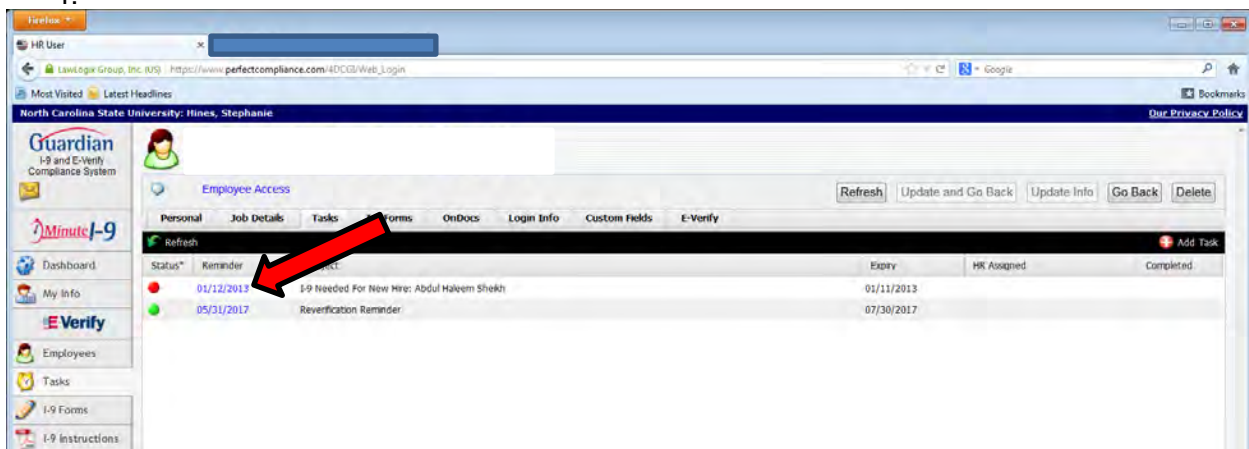 Firefox
HR User ×
LawLogix Group, Inc. (US) https://www.perfectcompliance.com/4DCGI/Web_Login Google
Most Visited Latest Headlines Bookmarks
North Carolina State University: Hines, Stephanie Our Privacy Policy
Guardian
I-9 and E-Verify
Compliance System
Employee Access Refresh Update and Go Back Update Info Go Back Delete
2Minute I-9
Personal Job Details Tasks Forms OnDocs Login Info Custom Fields E-Verify
Refresh Add Task
Dashboard
Status* Reminder Expiry HR Assigned Completed
01/12/2013 I-9 Needed For New Hire: Abdul Haleem Sheikh 01/11/2013
My Info
05/31/2017 Reverification Reminder 07/30/2017
E-Verify
Employees
Tasks
I-9 Forms
I-9 Instructions